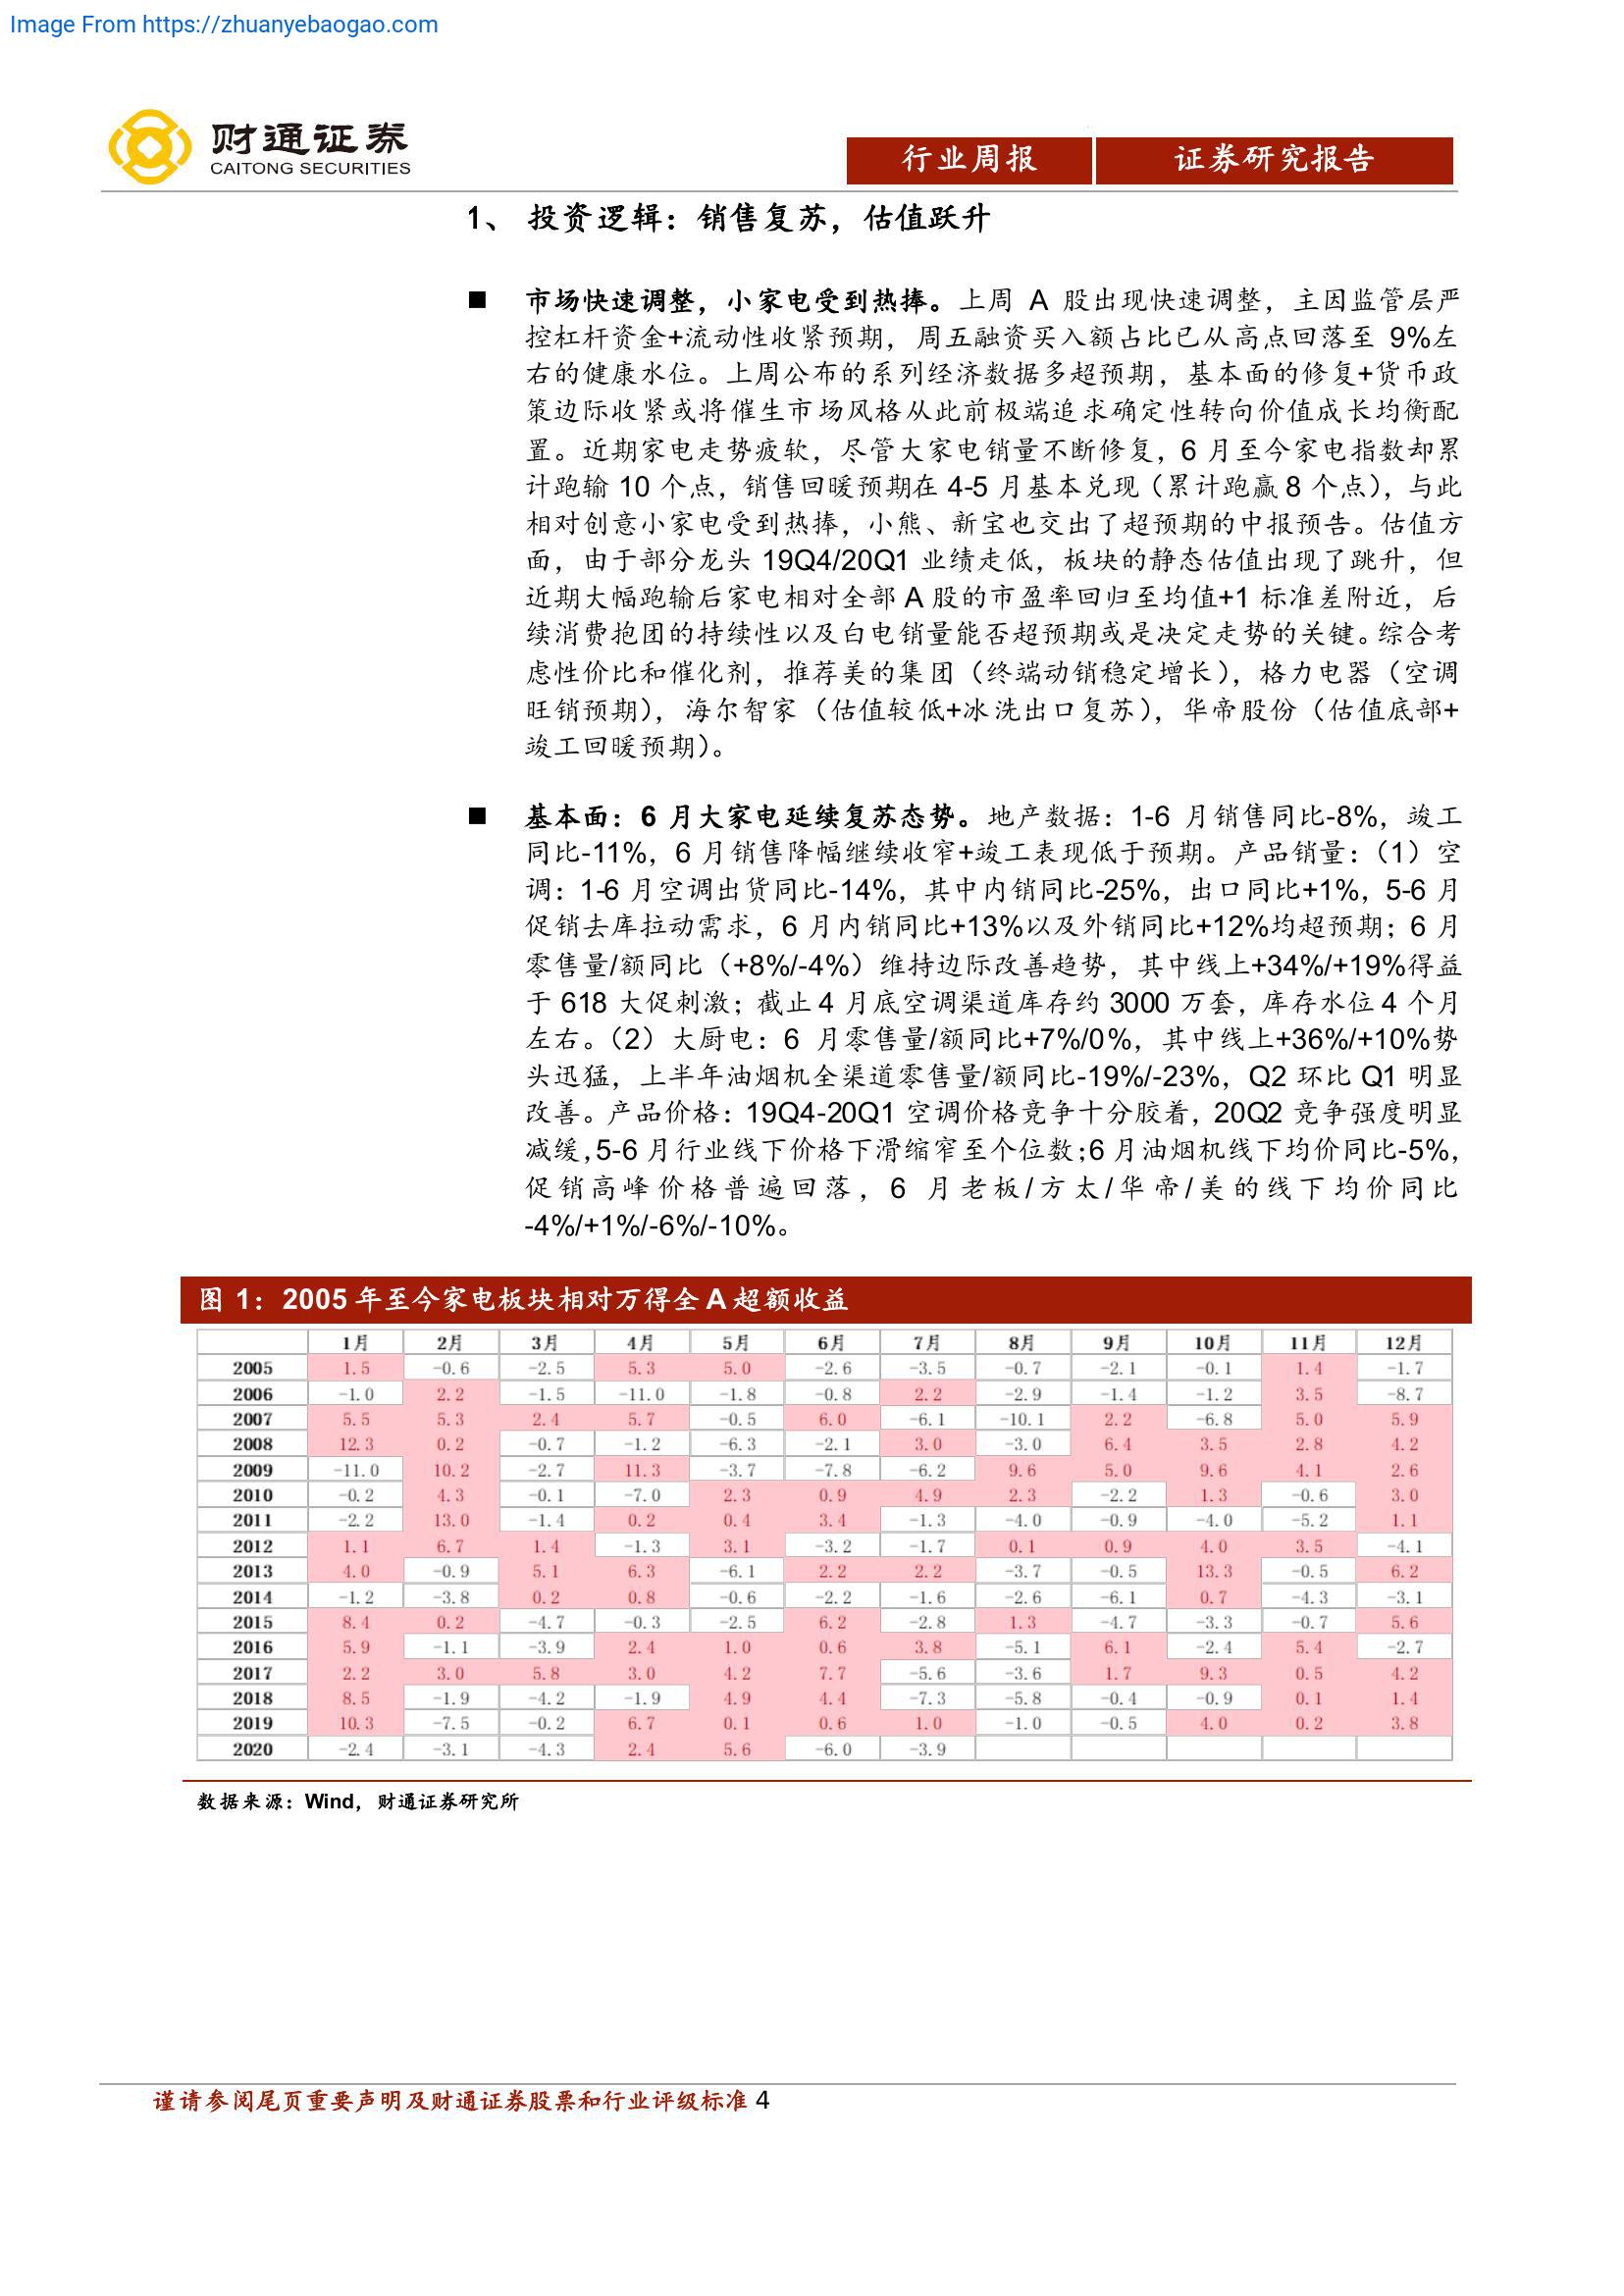 Image From https://zhuanyebaogao.com
财通证券
CAITONG SECURITIES
行业周报 证券研究报告
1、 投资逻辑：销售复苏，估值跃升
■ 市场快速调整，小家电受到热捧。上周 A 股出现快速调整，主因监管层严
控杠杆资金+流动性收紧预期，周五融资买入额占比已从高点回落至 9%左
右的健康水位。上周公布的系列经济数据多超预期，基本面的修复+货币政
策边际收紧或将催生市场风格从此前极端追求确定性转向价值成长均衡配
置。近期家电走势疲软，尽管大家电销量不断修复，6 月至今家电指数却累
计跑输 10 个点，销售回暖预期在 4-5 月基本兑现（累计跑赢 8 个点），与此
相对创意小家电受到热捧，小熊、新宝也交出了超预期的中报预告。估值方
面，由于部分龙头 19Q4/20Q1 业绩走低，板块的静态估值出现了跳升，但
近期大幅跑输后家电相对全部 A 股的市盈率回归至均值+1 标准差附近，后
续消费抱团的持续性以及白电销量能否超预期或是决定走势的关键。综合考
虑性价比和催化剂，推荐美的集团（终端动销稳定增长），格力电器（空调
旺销预期），海尔智家（估值较低+冰洗出口复苏），华帝股份（估值底部+
竣工回暖预期）。
■ 基本面：6 月大家电延续复苏态势。地产数据：1-6 月销售同比-8%，竣工
同比-11%，6 月销售降幅继续收窄+竣工表现低于预期。产品销量：（1）空
调：1-6 月空调出货同比-14%，其中内销同比-25%，出口同比+1%，5-6 月
促销去库拉动需求，6 月内销同比+13%以及外销同比+12%均超预期；6 月
零售量/额同比（+8%/-4%）维持边际改善趋势，其中线上+34%/+19%得益
于 618 大促刺激；截止 4 月底空调渠道库存约 3000 万套，库存水位 4 个月
左右。（2）大厨电：6 月零售量/额同比+7%/0%，其中线上+36%/+10%势
头迅猛，上半年油烟机全渠道零售量/额同比-19%/-23%，Q2 环比 Q1 明显
改善。产品价格：19Q4-20Q1 空调价格竞争十分胶着，20Q2 竞争强度明显
减缓，5-6 月行业线下价格下滑缩窄至个位数；6 月油烟机线下均价同比-5%，
促销高峰价格普遍回落，6 月老板/方太/华帝/美的线下均价同比
-4%/+1%/-6%/-10%。
图 1：2005 年至今家电板块相对万得全 A 超额收益
1月 2月 3月 4月 5月 6月 7月 8月 9月 10月 11月 12月
2005 1.5 -0.6 -2.5 5.3 5.0 -2.6 -3.5 -0.7 -2.1 -0.1 1.4 -1.7
2006 -1.0 2.2 -1.5 -11.0 -1.8 -0.8 2.2 -2.9 -1.4 -1.2 3.5 -8.7
2007 5.5 5.3 2.4 5.7 -0.5 6.0 -6.1 -10.1 2.2 -6.8 5.0 5.9
2008 12.3 0.2 -0.7 -1.2 -6.3 -2.1 3.0 -3.0 6.4 3.5 2.8 4.2
2009 -11.0 10.2 -2.7 11.3 -3.7 -7.8 -6.2 9.6 5.0 9.6 4.1 2.6
2010 -0.2 4.3 -0.1 -7.0 2.3 0.9 4.9 2.3 -2.2 1.3 -0.6 3.0
2011 -2.2 13.0 -1.4 0.2 0.4 3.4 -1.3 -4.0 -0.9 -4.0 -5.2 1.1
2012 1.1 6.7 1.4 -1.3 3.1 -3.2 -1.7 0.1 0.9 4.0 3.5 -4.1
2013 4.0 -0.9 5.1 6.3 -6.1 2.2 2.2 -3.7 -0.5 13.3 -0.5 6.2
2014 -1.2 -3.8 0.2 0.8 -0.6 -2.2 -1.6 -2.6 -6.1 0.7 -4.3 -3.1
2015 8.4 0.2 -4.7 -0.3 -2.5 6.2 -2.8 1.3 -4.7 -3.3 -0.7 5.6
2016 5.9 -1.1 -3.9 2.4 1.0 0.6 3.8 -5.1 6.1 -2.4 5.4 -2.7
2017 2.2 3.0 5.8 3.0 4.2 7.7 -5.6 -3.6 1.7 9.3 0.5 4.2
2018 8.5 -1.9 -4.2 -1.9 4.9 4.4 -7.3 -5.8 -0.4 -0.9 0.1 1.4
2019 10.3 -7.5 -0.2 6.7 0.1 0.6 1.0 -1.0 -0.5 4.0 0.2 3.8
2020 -2.4 -3.1 -4.3 2.4 5.6 -6.0 -3.9
数据来源：Wind，财通证券研究所
谨请参阅尾页重要声明及财通证券股票和行业评级标准 4